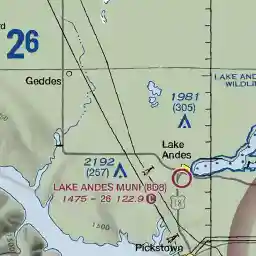 2⁶
Geddes
1981
(305)
LAKE AND
WILDLI
Lake
Andes
2192
(257)
LAKE ANDES MUNI (8D8)
1475 - 26 122.9 C
18
1500
Pickstown